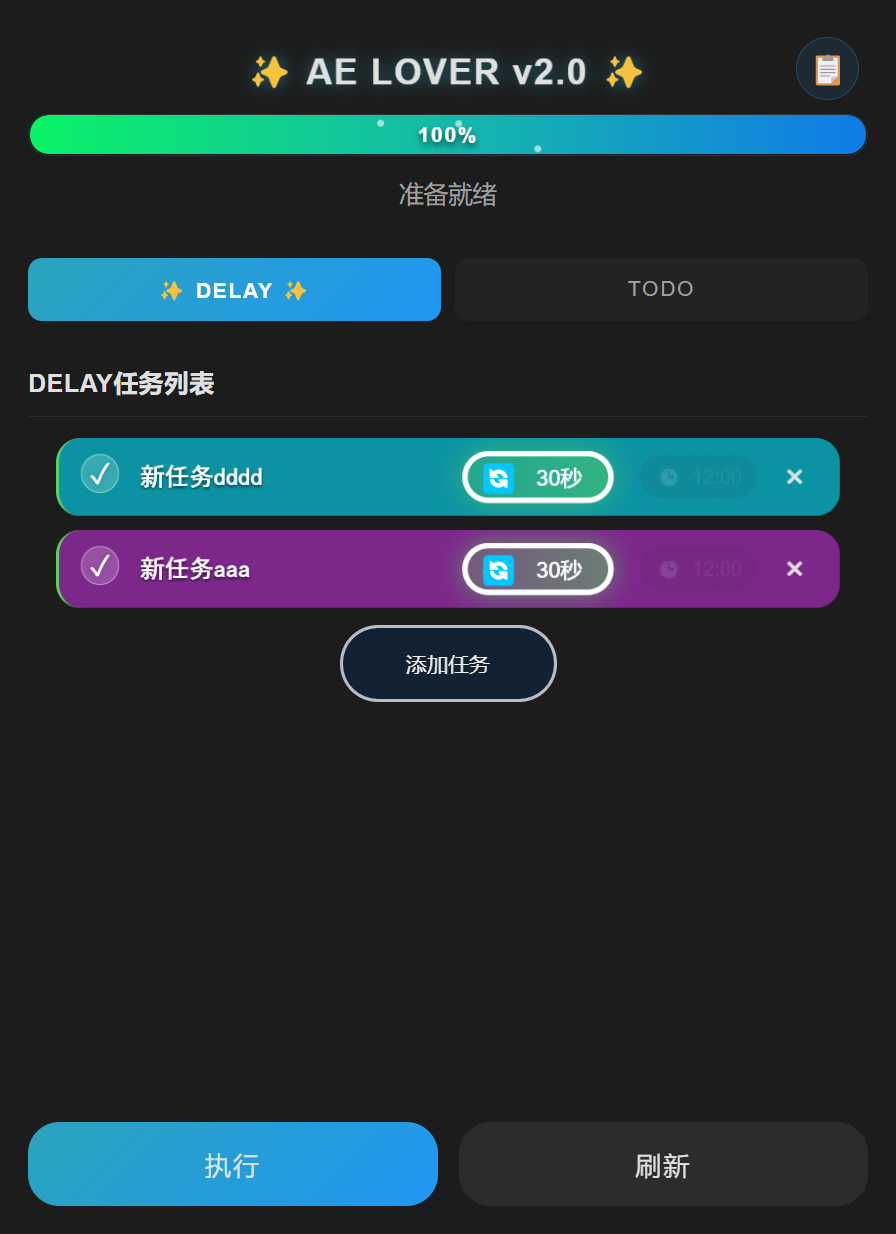 ✨ AE LOVER v2.0 ✨
100%
准备就绪
✨ DELAY ✨
TODO
DELAY任务列表
新任务dddd
30秒
12:00
新任务aaa
30秒
12:00
添加任务
执行
刷新